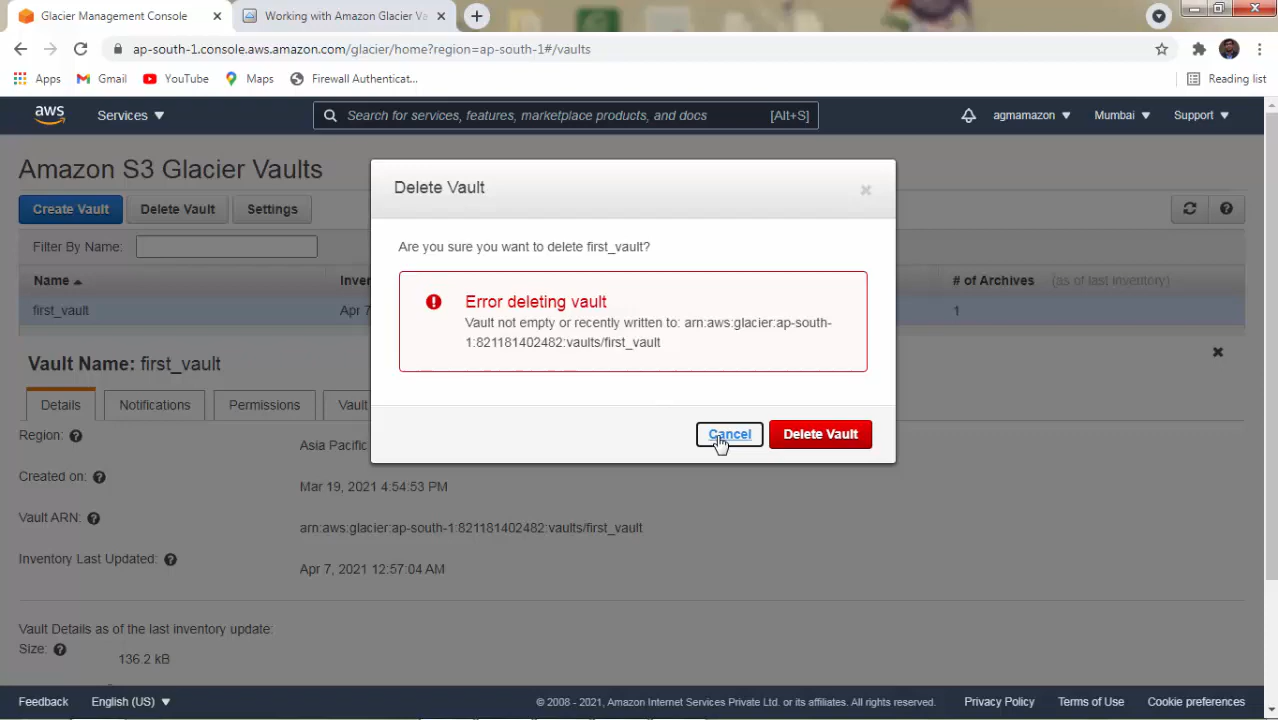 Glacier Management Console
Working with Amazon Glacier Va
ap-south-1.console.aws.amazon.com/glacier/home?region=ap-south-1#/vaults
Apps
Gmail
YouTube
Maps
Firewall Authenticat...
Reading list
aws
Services
Search for services, features, marketplace products, and docs
[Alt+S]
agmamazon
Mumbai
Support
Amazon S3 Glacier Vaults
Create Vault
Delete Vault
Settings
Filter By Name:
Name
Inven
# of Archives (as of last inventory)
first_vault
Apr 7
1
Delete Vault
Are you sure you want to delete first_vault?
Error deleting vault
Vault not empty or recently written to: arn:aws:glacier:ap-south-
1:821181402482:vaults/first_vault
Cancel
Delete Vault
Vault Name: first_vault
Details
Notifications
Permissions
Vault
Region:
Asia Pacific
Created on:
Mar 19, 2021 4:54:53 PM
Vault ARN:
arn:aws:glacier:ap-south-1:821181402482:vaults/first_vault
Inventory Last Updated:
Apr 7, 2021 12:57:04 AM
Vault Details as of the last inventory update:
Size:
136.2 kB
Feedback
English (US)
© 2008 - 2021, Amazon Internet Services Private Ltd. or its affiliates. All rights reserved.
Privacy Policy
Terms of Use
Cookie preferences